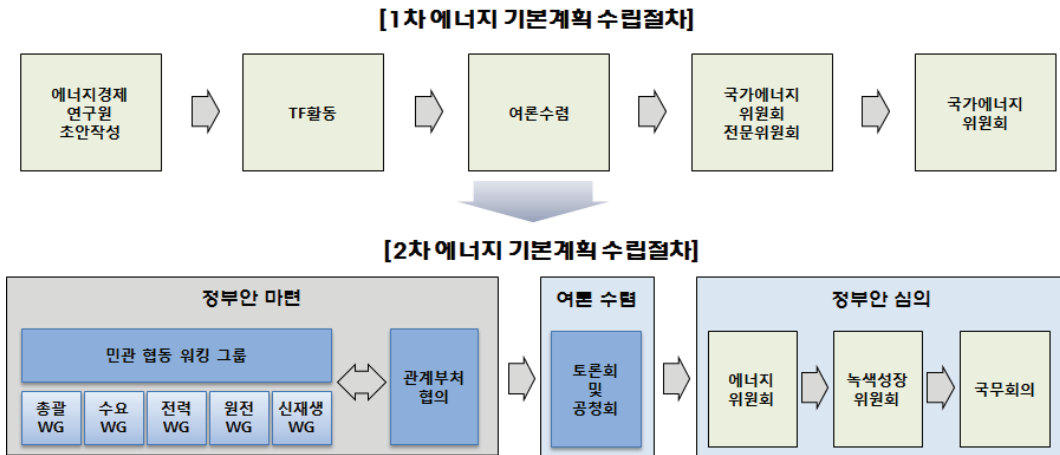 [1차 에너지 기본계획 수립절차]
에너지경제
연구원
초안작성
TF활동
여론수렴
국가에너지
위원회
전문위원회
국가에너지
위원회
[2차 에너지 기본계획 수립절차]
정부안 마련
민관 협동 워킹 그룹
총괄
WG
수요
WG
전력
WG
원전
WG
신재생
WG
관계부처
협의
여론 수렴
토론회
및
공청회
정부안 심의
에너지
위원회
녹색성장
위원회
국무회의